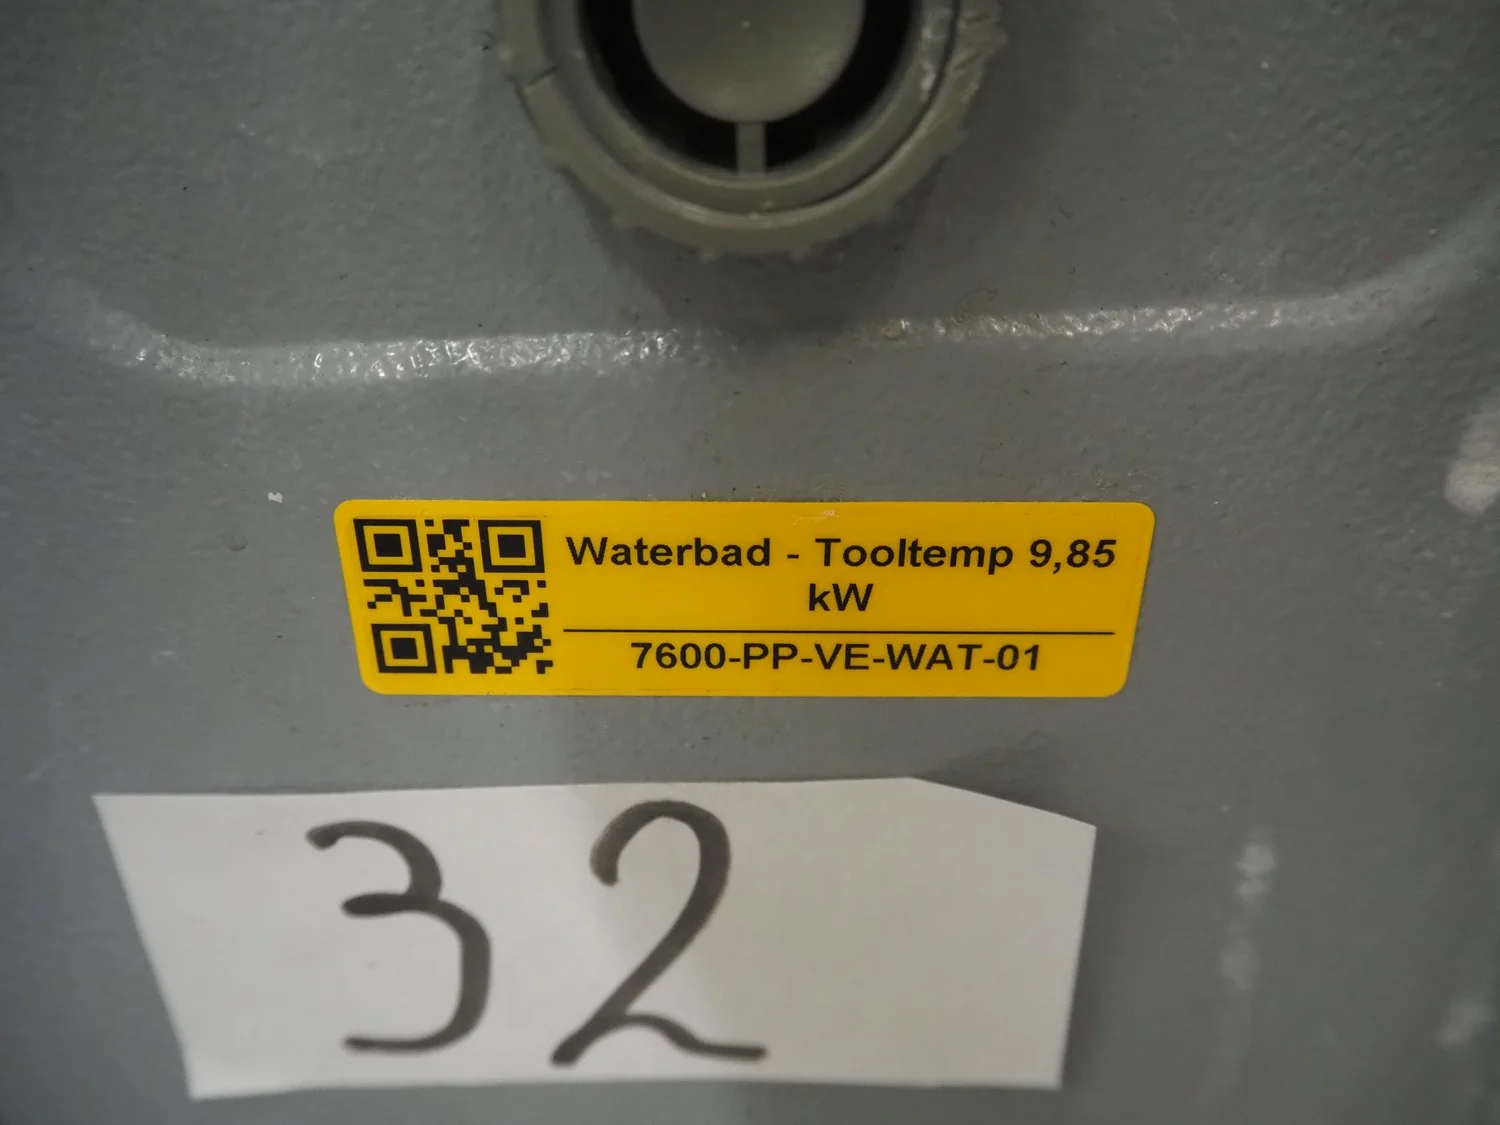 Waterbad - Tooltemp 9,85
kW
7600-PP-VE-WAT-01
32